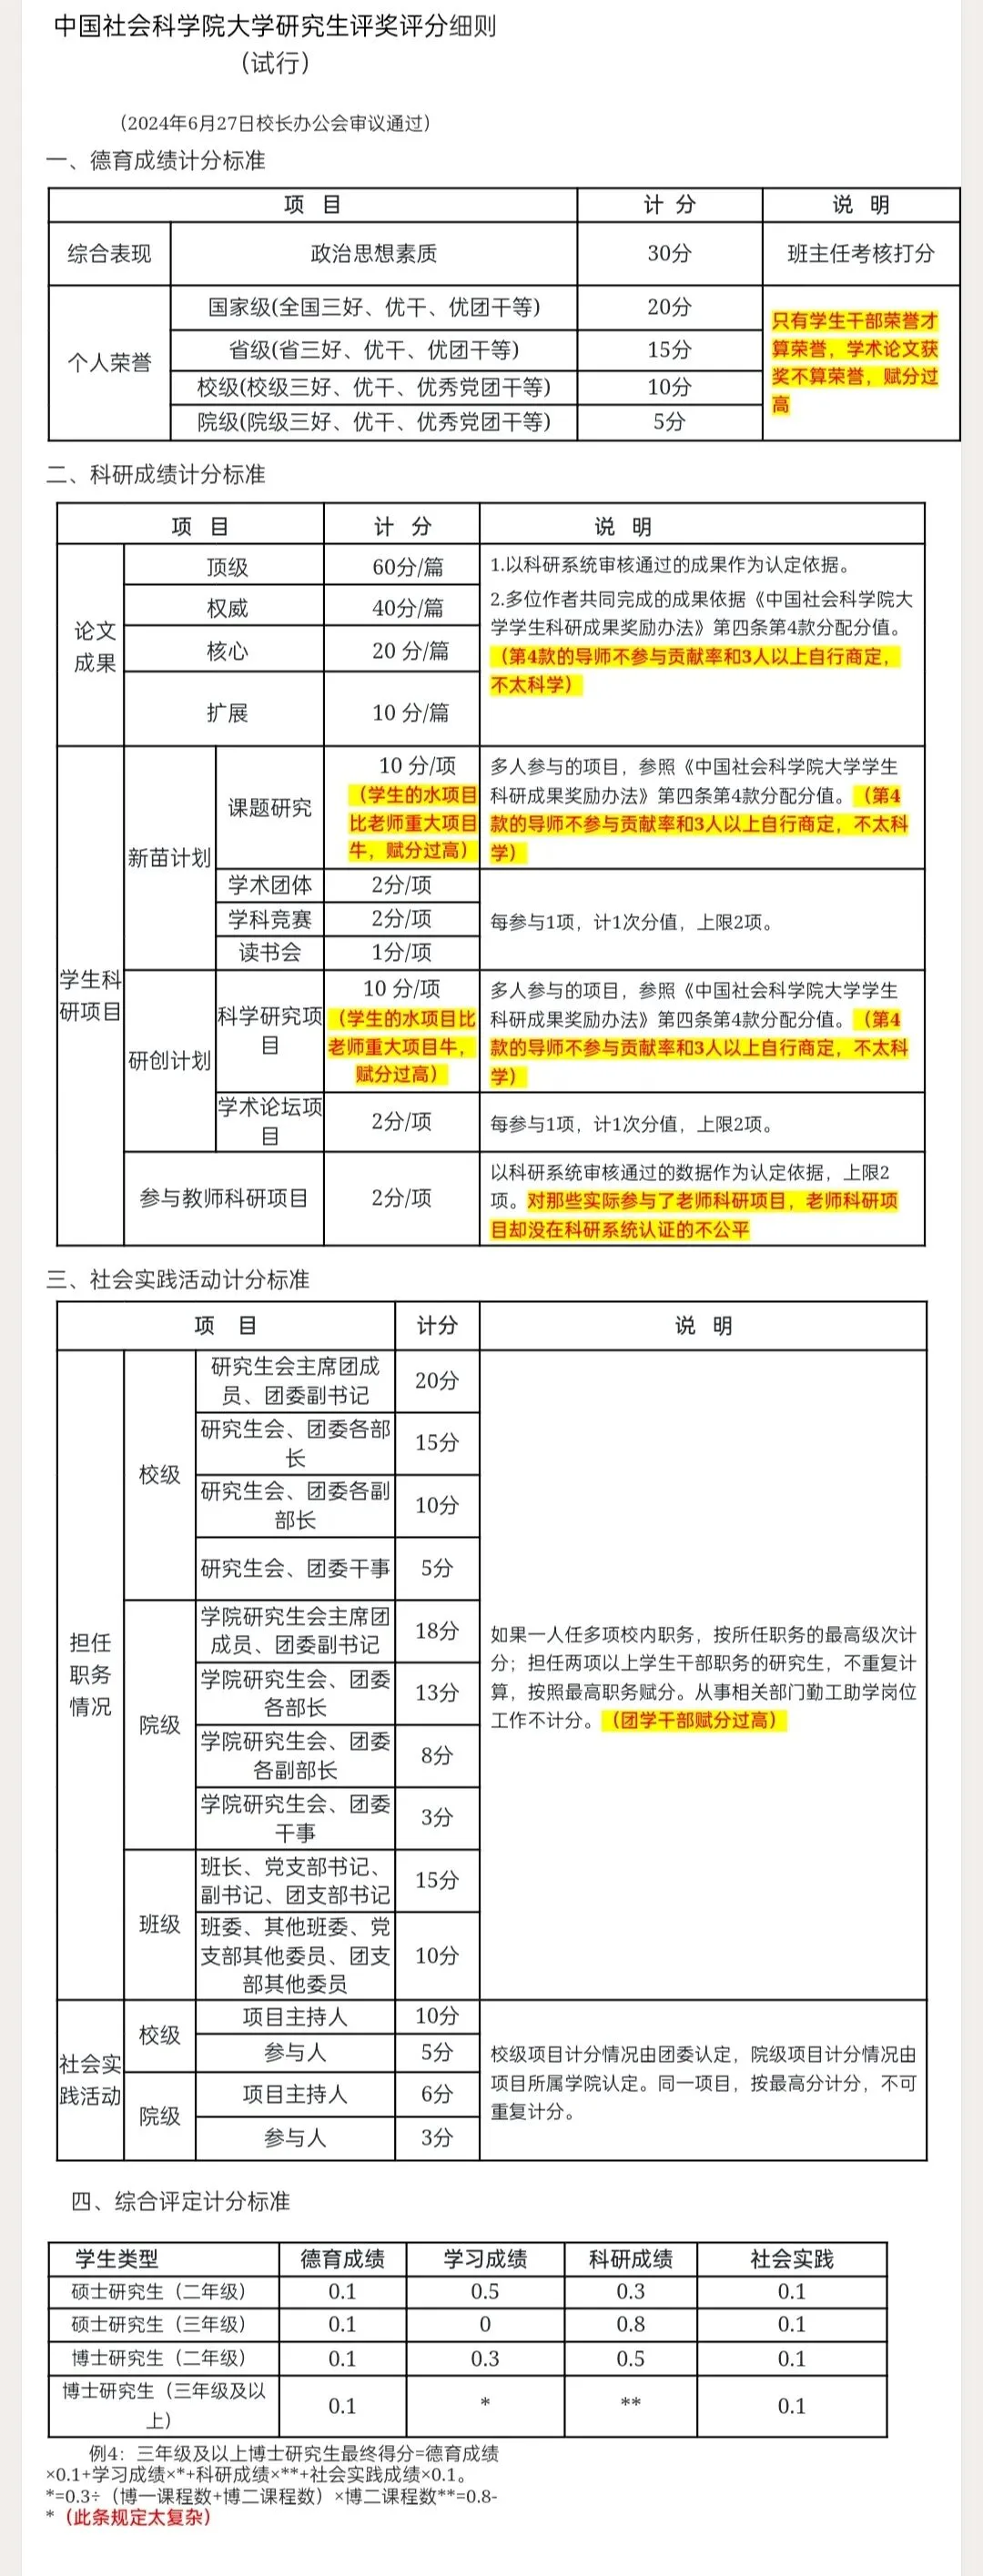 中国社会科学院大学研究生评奖评分细则
（试行）
（2024年6月27日校长办公会审议通过）
一、德育成绩计分标准
项 目
计 分
说 明
综合表现
政治思想素质
30分
班主任考核打分
个人荣誉
国家级(全国三好、优干、优团干等)
20分
省级(省三好、优干、优团干等)
15分
校级(校级三好、优干、优秀党团干等)
10分
院级(院级三好、优干、优秀党团干等)
5分
只有学生干部荣誉才
算荣誉，学术论文获
奖不算荣誉，赋分过
高
二、科研成绩计分标准
项 目
计 分
说 明
论文
成果
顶级
60分/篇
权威
40分/篇
核心
20 分/篇
扩展
10 分/篇
1.以科研系统审核通过的成果作为认定依据。
2.多位作者共同完成的成果依据《中国社会科学院大
学学生科研成果奖励办法》第四条第4款分配分值。
（第4款的导师不参与贡献率和3人以上自行商定，
不太科学）
学生科
研项目
新苗计划
课题研究
10 分/项
（学生的水项目
比老师重大项目
牛，赋分过高）
多人参与的项目，参照《中国社会科学院大学学生
科研成果奖励办法》第四条第4款分配分值。（第4
款的导师不参与贡献率和3人以上自行商定，不太科
学）
学术团体
2分/项
学科竞赛
2分/项
读书会
1分/项
每参与1项，计1次分值，上限2项。
研创计划
科学研究项
目
10 分/项
（学生的水项目比
老师重大项目牛，
赋分过高）
多人参与的项目，参照《中国社会科学院大学学生
科研成果奖励办法》第四条第4款分配分值。（第4
款的导师不参与贡献率和3人以上自行商定，不太科
学）
学术论坛项
目
2分/项
每参与1项，计1次分值，上限2项。
参与教师科研项目
2分/项
以科研系统审核通过的数据作为认定依据，上限2
项。对那些实际参与了老师科研项目，老师科研项
目却没在科研系统认证的不公平
三、社会实践活动计分标准
项 目
计分
说 明
担任
职务
情况
校级
研究生会主席团成
员、团委副书记
20分
研究生会、团委各部
长
15分
研究生会、团委各副
部长
10分
研究生会、团委干事
5分
院级
学院研究生会主席团
成员、团委副书记
18分
学院研究生会、团委
各部长
13分
学院研究生会、团委
各副部长
8分
学院研究生会、团委
干事
3分
班级
班长、党支部书记、
副书记、团支部书记
15分
班委、其他班委、党
支部其他委员、团支
部其他委员
10分
如果一人任多项校内职务，按所任职务的最高级次计
分；担任两项以上学生干部职务的研究生，不重复计
算，按照最高职务赋分。从事相关部门勤工助学岗位
工作不计分。（团学干部赋分过高）
社会实
践活动
校级
项目主持人
10分
参与人
5分
院级
项目主持人
6分
参与人
3分
校级项目计分情况由团委认定，院级项目计分情况由
项目所属学院认定。同一项目，按最高分计分，不可
重复计分。
四、综合评定计分标准
学生类型
德育成绩
学习成绩
科研成绩
社会实践
硕士研究生（二年级）
0.1
0.5
0.3
0.1
硕士研究生（三年级）
0.1
0
0.8
0.1
博士研究生（二年级）
0.1
0.3
0.5
0.1
博士研究生（三年级及以
上）
0.1
*
**
0.1
例4：三年级及以上博士研究生最终得分=德育成绩
×0.1+学习成绩×*+科研成绩×**+社会实践成绩×0.1。
*=0.3÷（博一课程数+博二课程数）×博二课程数**=0.8-
*（此条规定太复杂）